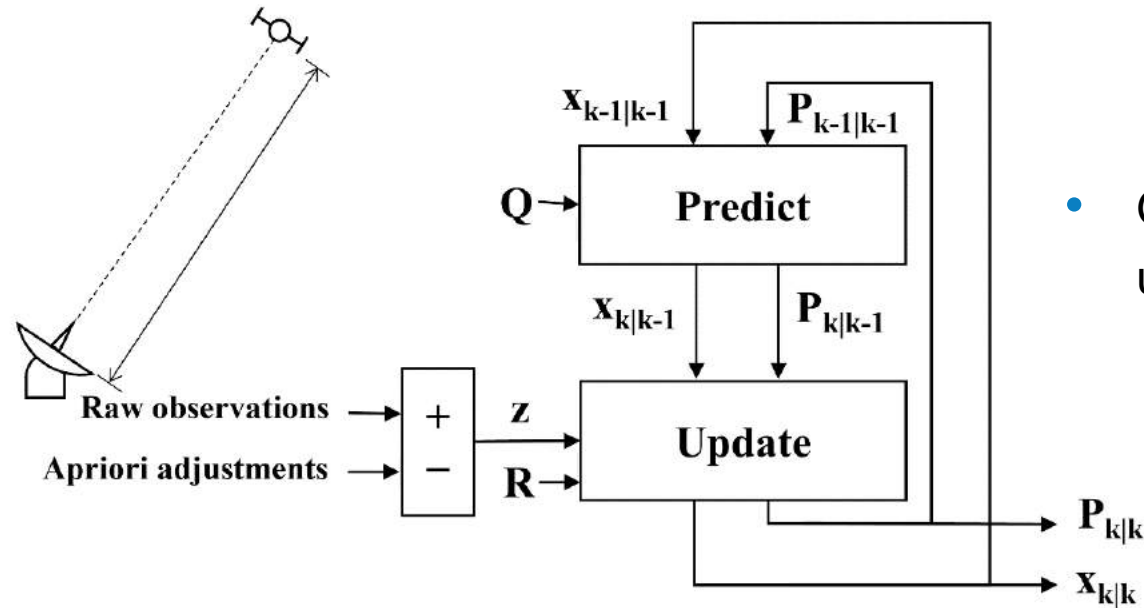 x_{k-1|k-1}
P_{k-1|k-1}
Q
Predict
x_{k|k-1}
P_{k|k-1}
Raw observations
+
z
Apriori adjustments
−
R
Update
P_{k|k}
x_{k|k}
•